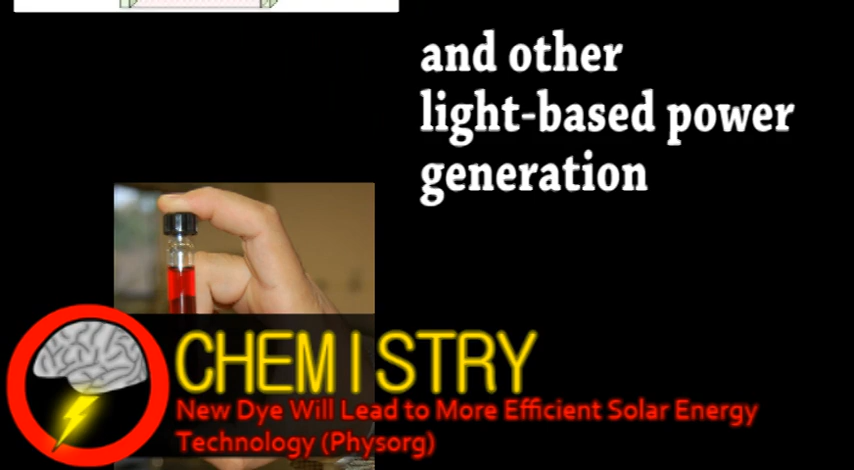 and other
light-based power
generation
CHEMISTRY
New Dye Will Lead to More Efficient Solar Energy
Technology (Physorg)